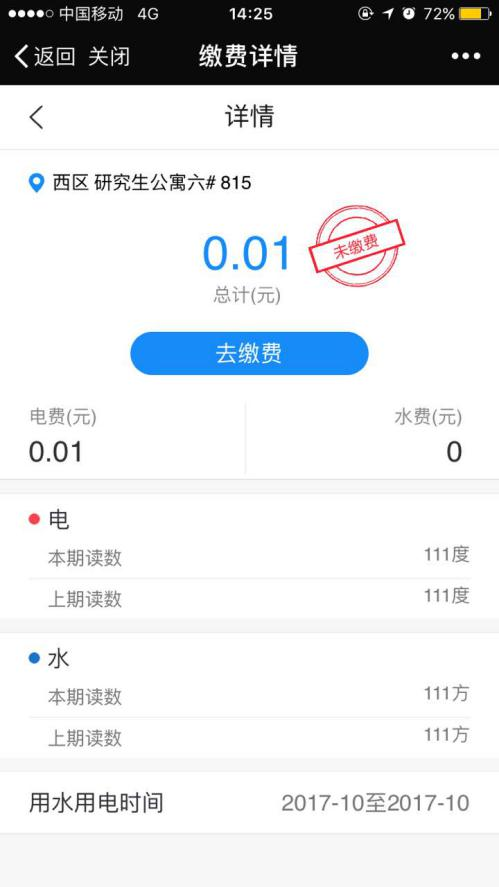 中国移动 4G 14:25 72%
返回 关闭 缴费详情
详情
西区 研究生公寓六# 815
0.01
未缴费
总计(元)
去缴费
电费(元) 水费(元)
0.01 0
电
本期读数 111度
上期读数 111度
水
本期读数 111方
上期读数 111方
用水用电时间 2017-10至2017-10